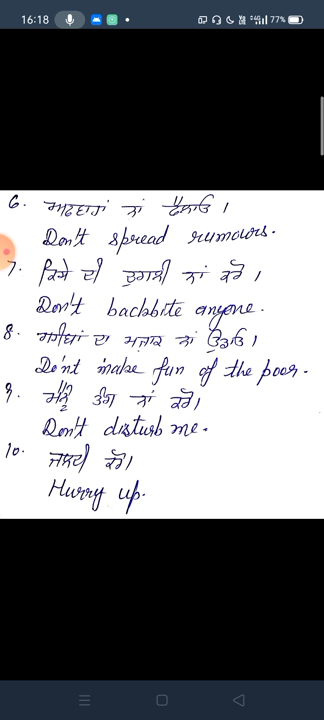 16:18
77%
6. ਅਫਵਾਹਾਂ ਨਾਂ ਫੈਲਾਓ।
Don't spread rumours.
7. ਕਿਸੇ ਦੀ ਚੁਗਲੀ ਨਾਂ ਕਰੋ।
Don't backbite anyone.
8. ਗਰੀਬਾਂ ਦਾ ਮਜ਼ਾਕ ਨਾਂ ਉਡਾਓ।
Don't make fun of the poor.
9. ਮੈਨੂੰ ਤੰਗ ਨਾਂ ਕਰੋ।
Don't disturb me.
10. ਜਲਦੀ ਕਰੋ।
Hurry up.